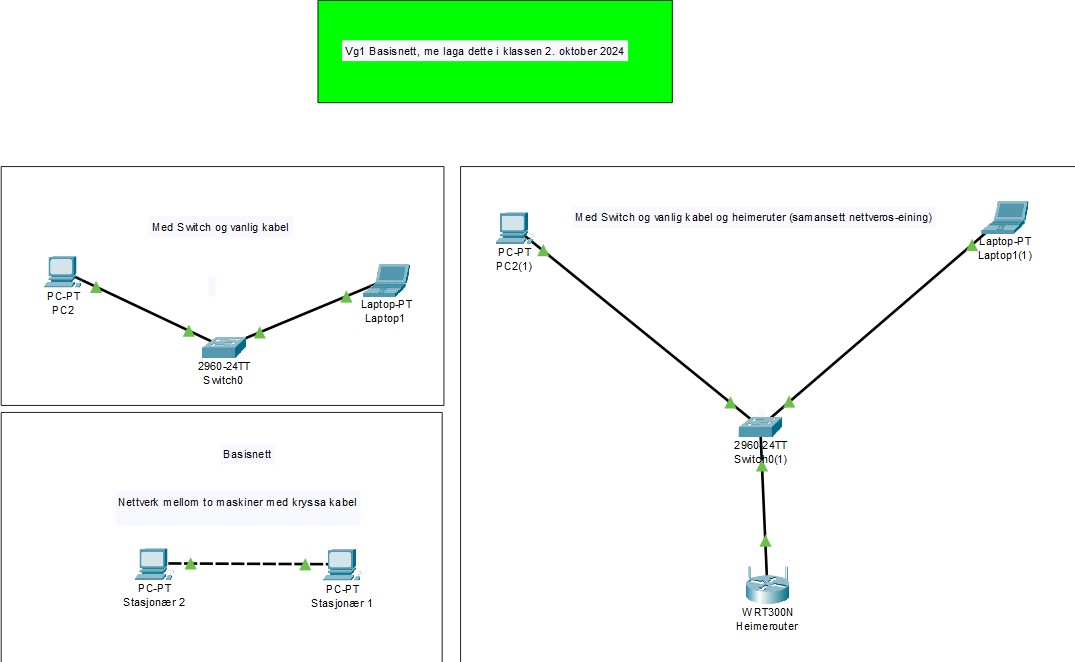 Vg1 Basisnett, me laga dette i klassen 2. oktober 2024
Med Switch og vanlig kabel
PC-PT
PC2
Laptop-PT
Laptop1
2960-24TT
Switch0
Basisnett
Nettverk mellom to maskiner med kryssa kabel
PC-PT
Stasjonær 2
PC-PT
Stasjonær 1
Med Switch og vanlig kabel og heimeruter (samansett nettveros-eining)
PC-PT
PC2(1)
Laptop-PT
Laptop1(1)
2960-24TT
Switch0(1)
WRT300N
Heimerouter